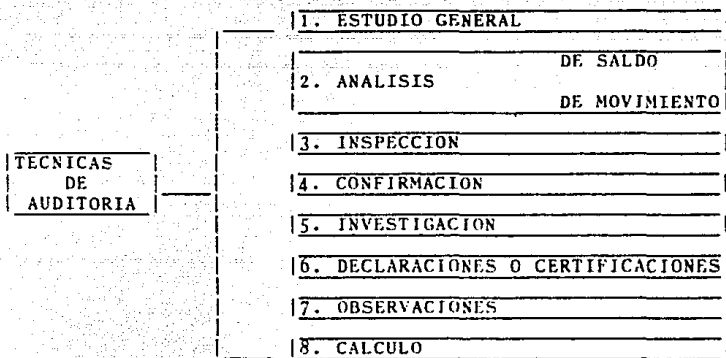 1. ESTUDIO GENERAL
DE SALDO
2. ANALISIS
DE MOVIMIENTO
3. INSPECCION
TECNICAS
DE
AUDITORIA
4. CONFIRMACION
5. INVESTIGACION
6. DECLARACIONES O CERTIFICACIONES
7. OBSERVACIONES
8. CALCULO